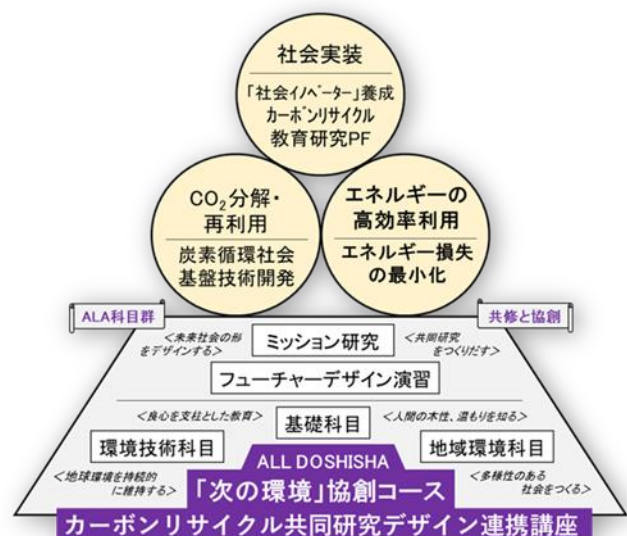 社会実装
「社会イノベーター」養成
カーボンリサイクル
教育研究PF
CO₂分解・
再利用
炭素循環社会
基盤技術開発
エネルギーの
高効率利用
エネルギー損失
の最小化
ALA科目群
共修と協創
<未来社会の形
をデザインする>
ミッション研究
<共同研究
をつくりだす>
フューチャーデザイン演習
<良心を支柱とした教育>
基礎科目
<人間の本性、温もりを知る>
環境技術科目
地域環境科目
<地球環境を持続的
に維持する>
ALL DOSHISHA
<多様性のある
社会をつくる>
「次の環境」協創コース
カーボンリサイクル共同研究デザイン連携講座